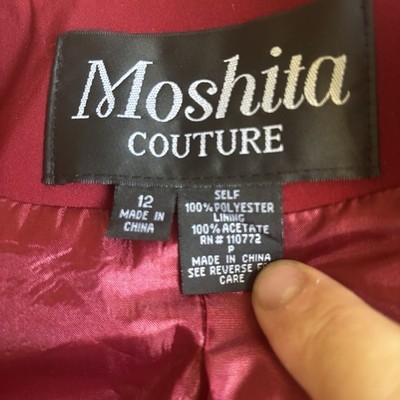 Moshita
COUTURE
12
MADE IN
CHINA
SELF
100% POLYESTER
LINING
100% ACETATE
RN# 110772
P
MADE IN CHINA
SEE REVERSE
CARE